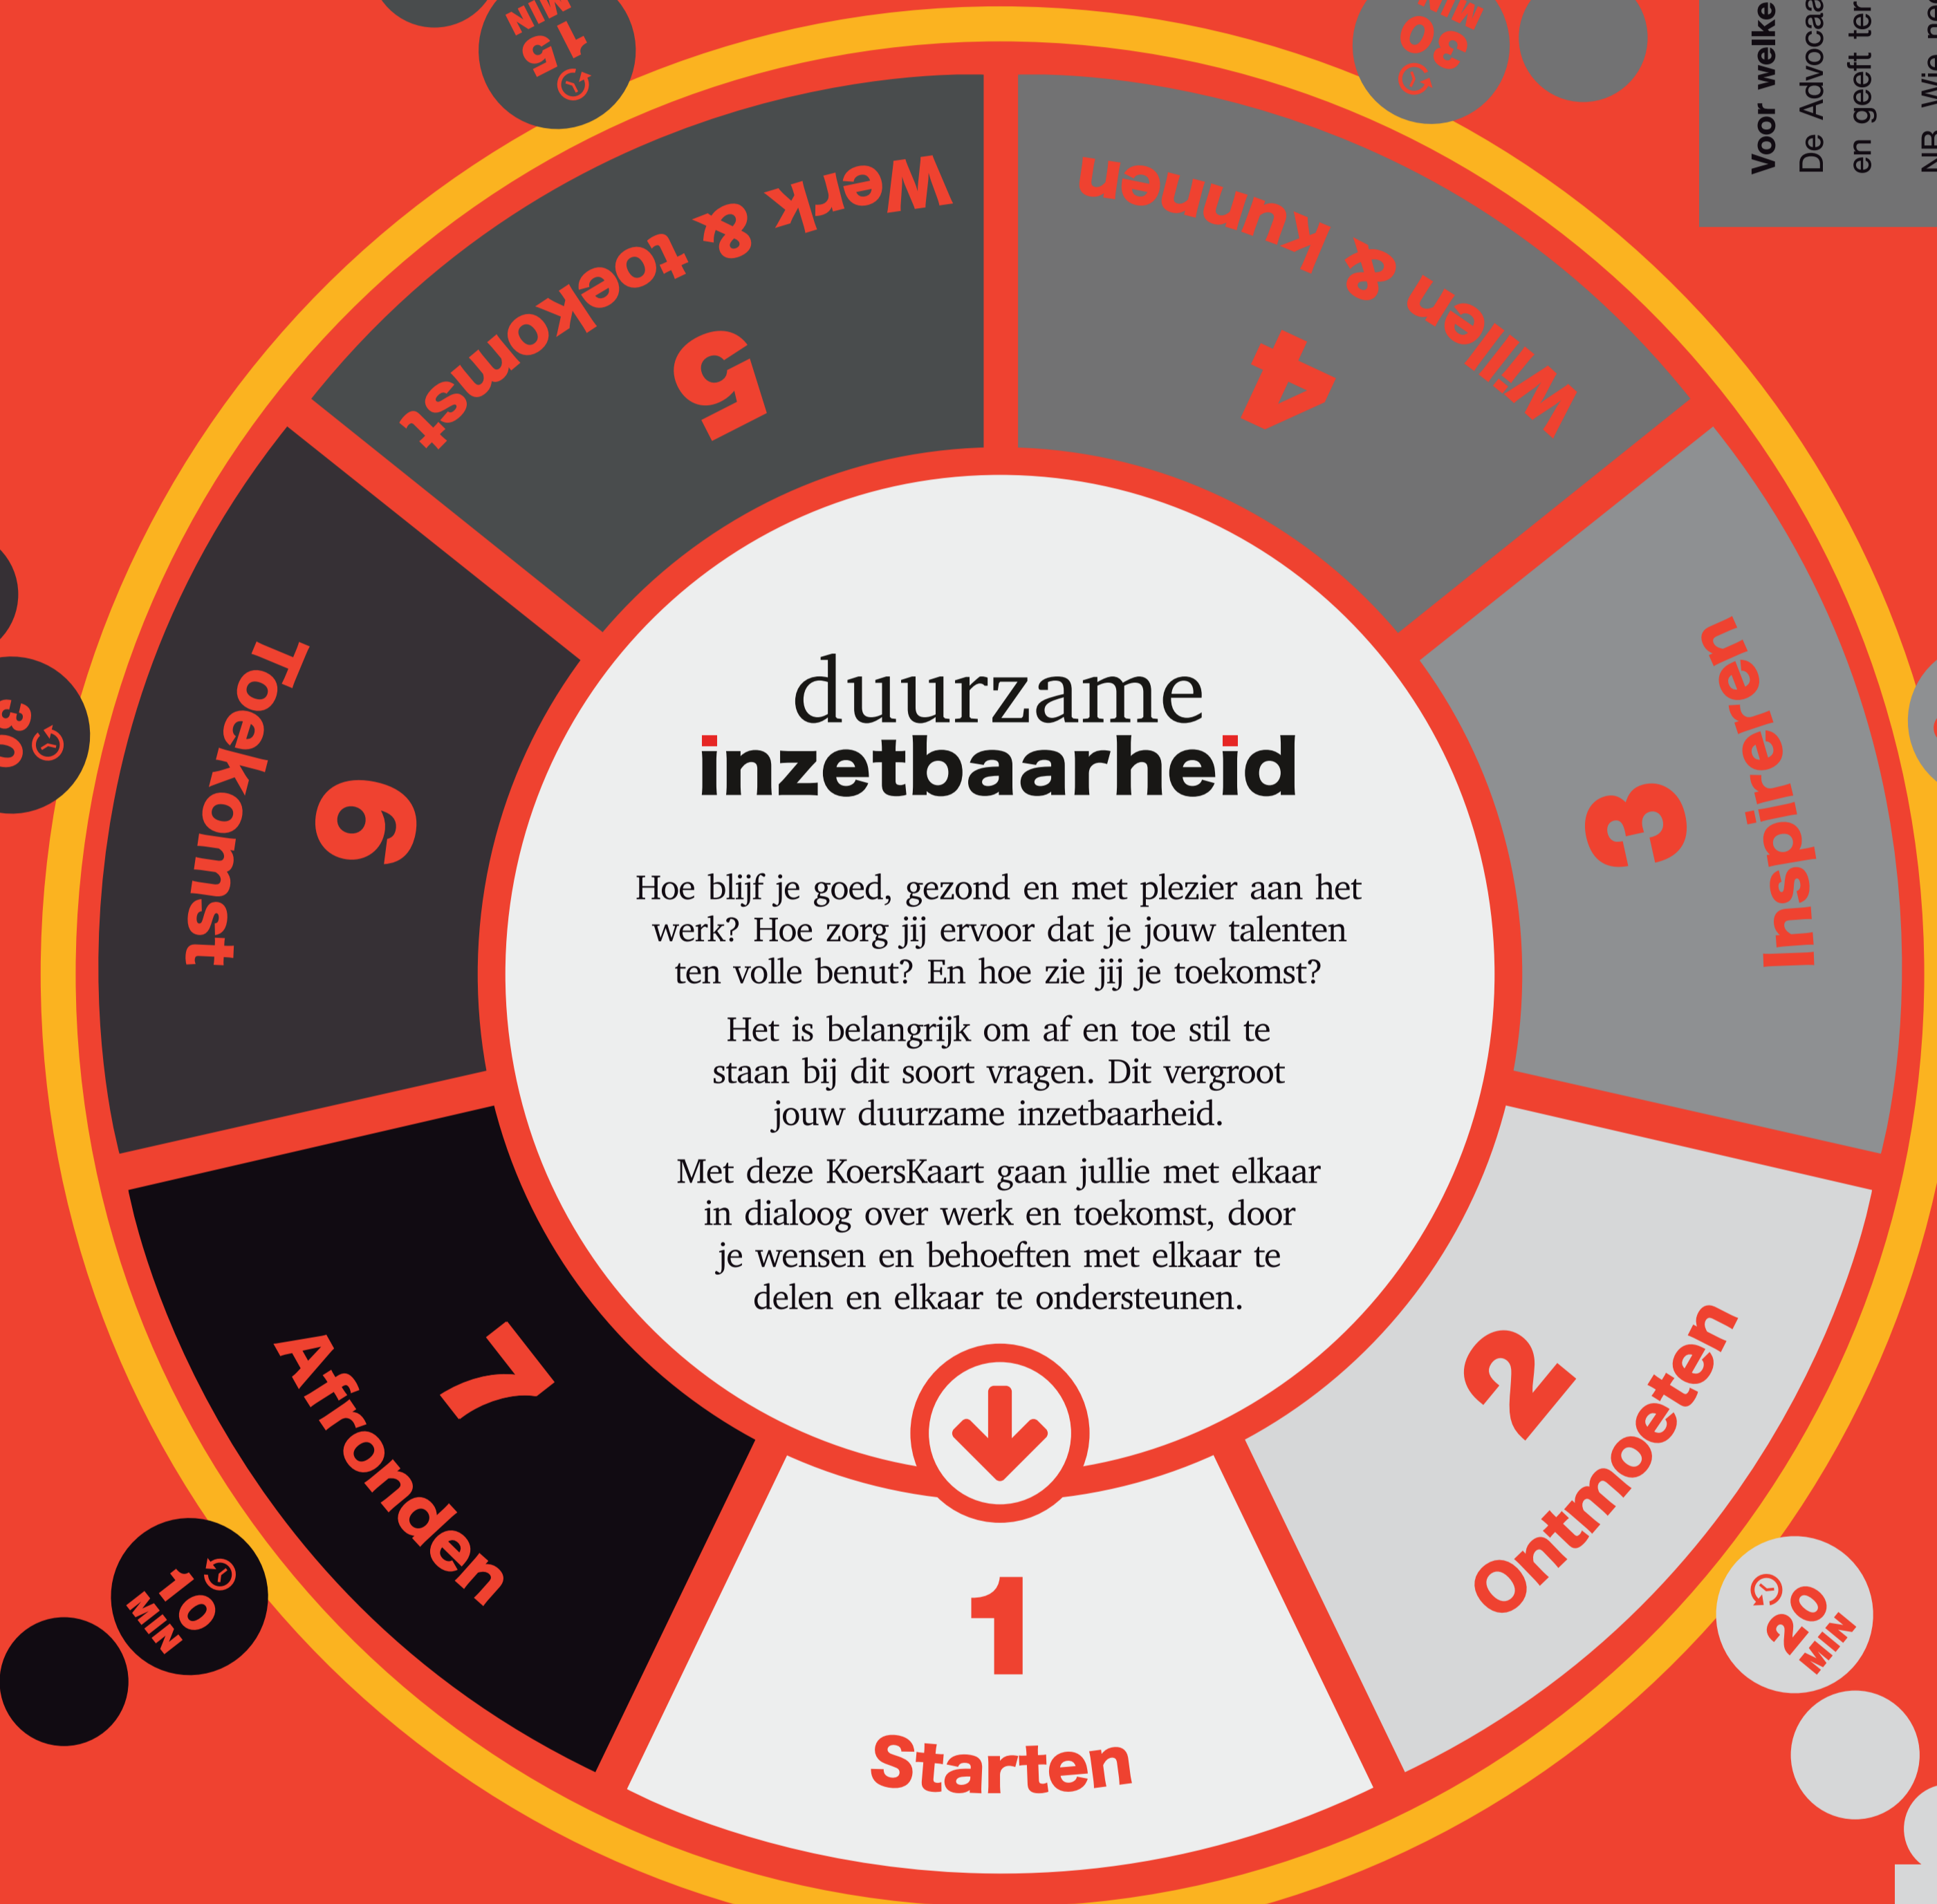 duurzame
inzetbaarheid
Hoe blijf je goed, gezond en met plezier aan het
werk? Hoe zorg jij ervoor dat je jouw talenten
ten volle benut? En hoe zie jij je toekomst?
Het is belangrijk om af en toe stil te
staan bij dit soort vragen. Dit vergroot
jouw duurzame inzetbaarheid.
Met deze KoersKaart gaan jullie met elkaar
in dialoog over werk en toekomst, door
je wensen en behoeften met elkaar te
delen en elkaar te ondersteunen.
1
Starten
2
Ontmoeten
20
MIN
3
Inspireren
4
Willen & kunnen
30
MIN
5
Werk & toekomst
15
MIN
6
Toekomst
30
7
Afronden
10
MIN
Voor welke
De
en geeft ter
NB Wie